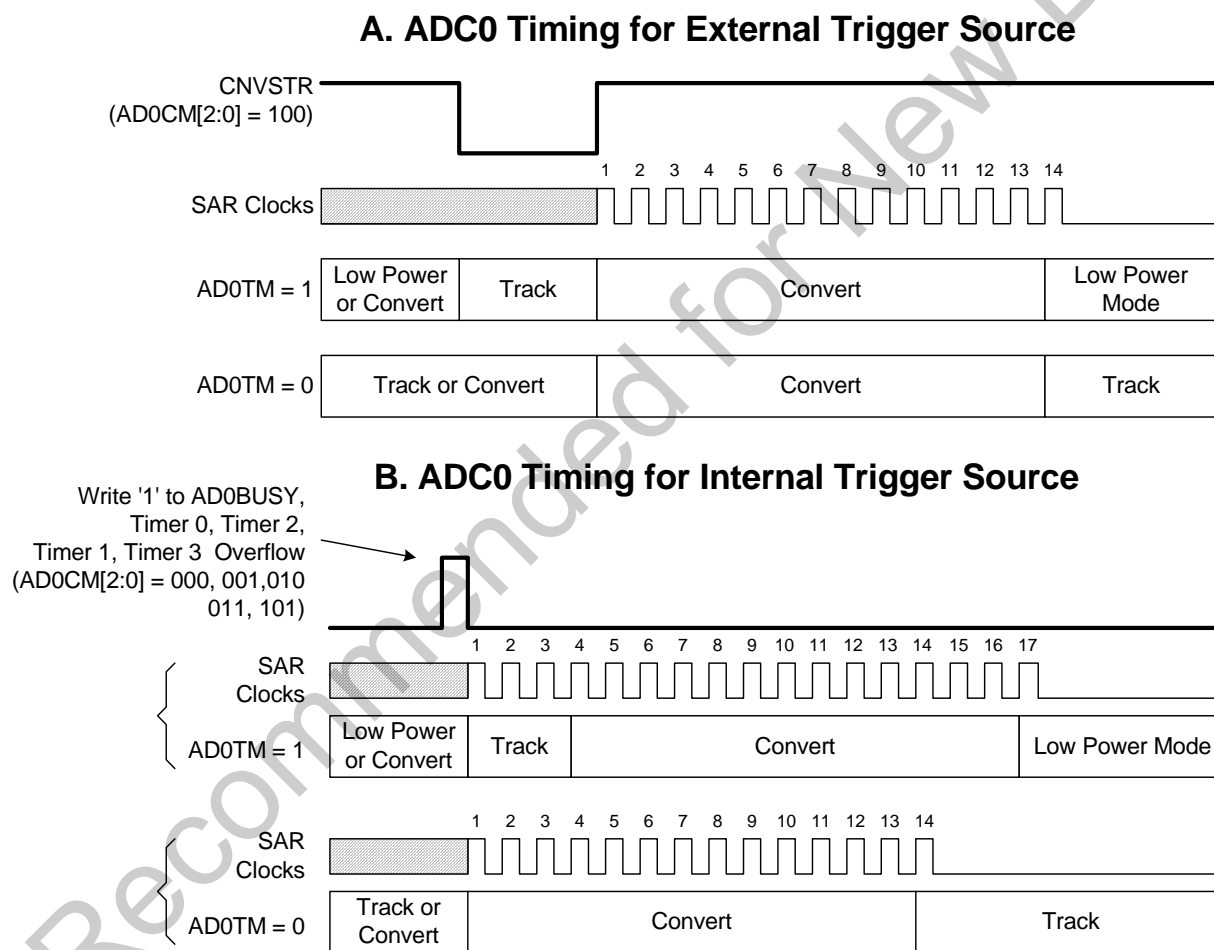 A. ADC0 Timing for External Trigger Source
CNVSTR
(AD0CM[2:0] = 100)
1 2 3 4 5 6 7 8 9 10 11 12 13 14
SAR Clocks
AD0TM = 1
Low Power
or Convert
Track
Convert
Low Power
Mode
AD0TM = 0
Track or Convert
Convert
Track
B. ADC0 Timing for Internal Trigger Source
Write '1' to AD0BUSY,
Timer 0, Timer 2,
Timer 1, Timer 3 Overflow
(AD0CM[2:0] = 000, 001,010
011, 101)
1 2 3 4 5 6 7 8 9 10 11 12 13 14 15 16 17
SAR
Clocks
AD0TM = 1
Low Power
or Convert
Track
Convert
Low Power Mode
1 2 3 4 5 6 7 8 9 10 11 12 13 14
SAR
Clocks
AD0TM = 0
Track or
Convert
Convert
Track
Recommended for New